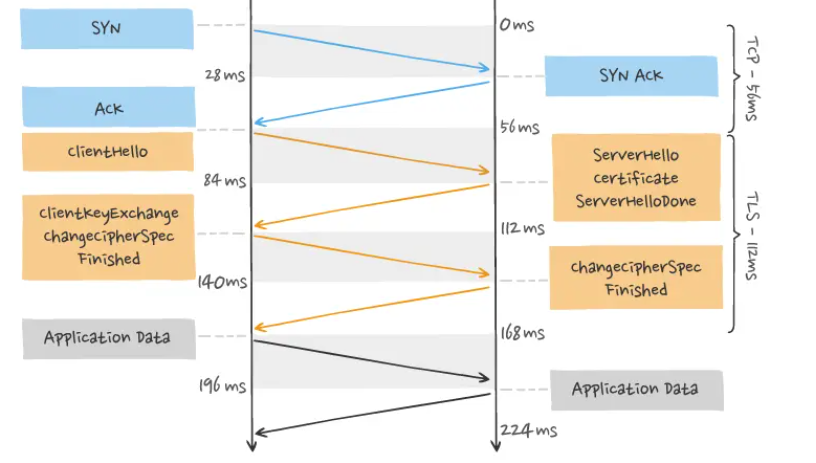 SYN
0ms
TCP - 56ms
28ms
SYN Ack
Ack
56ms
clientHello
ServerHello
certificate
ServerHelloDone
84ms
TLS - 112ms
clientKeyExchange
changecipherSpec
Finished
112ms
140ms
changecipherSpec
Finished
Application Data
168ms
196ms
Application Data
224ms